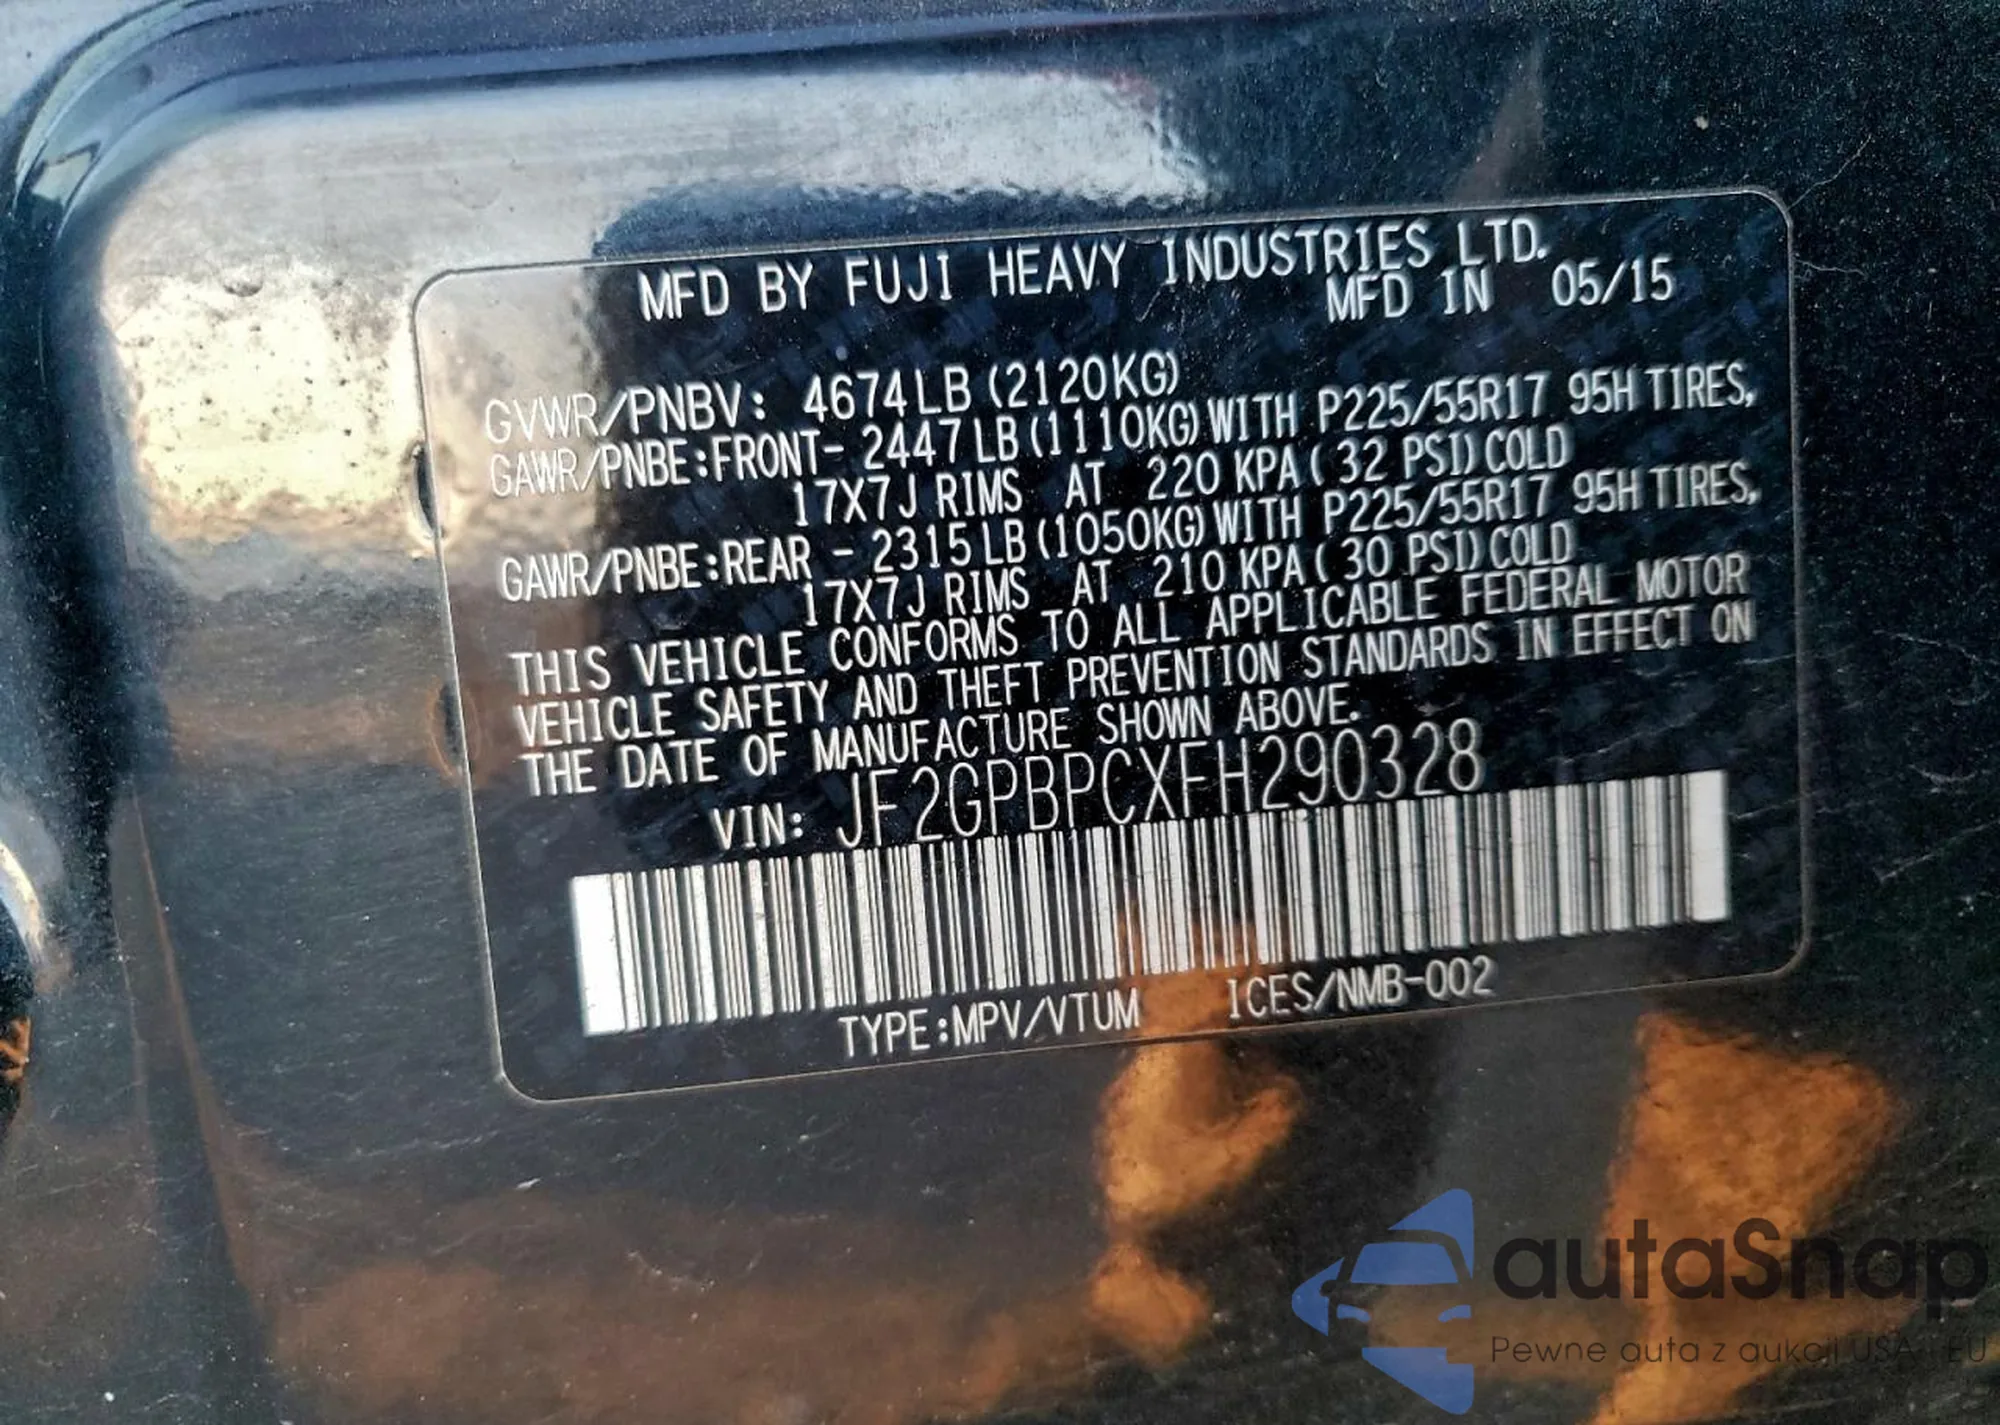 MFD BY FUJI HEAVY INDUSTRIES LTD.
MFD IN 05/15
GVWR/PNBV: 4674LB (2120KG)
GAWR/PNBE:FRONT- 2447LB(1110KG)WITH P225/55R17 95H TIRES,
17X7J RIMS AT 220 KPA( 32 PSI)COLD
GAWR/PNBE:REAR - 2315LB(1050KG)WITH P225/55R17 95H TIRES,
17X7J RIMS AT 210 KPA( 30 PSI)COLD
THIS VEHICLE CONFORMS TO ALL APPLICABLE FEDERAL MOTOR
VEHICLE SAFETY AND THEFT PREVENTION STANDARDS IN EFFECT ON
THE DATE OF MANUFACTURE SHOWN ABOVE.
VIN: JF2GPBPCXFH290328
TYPE:MPV/VTUM ICES/NMB-002
autaSnap
Pewne auta z aukcji USA i EU